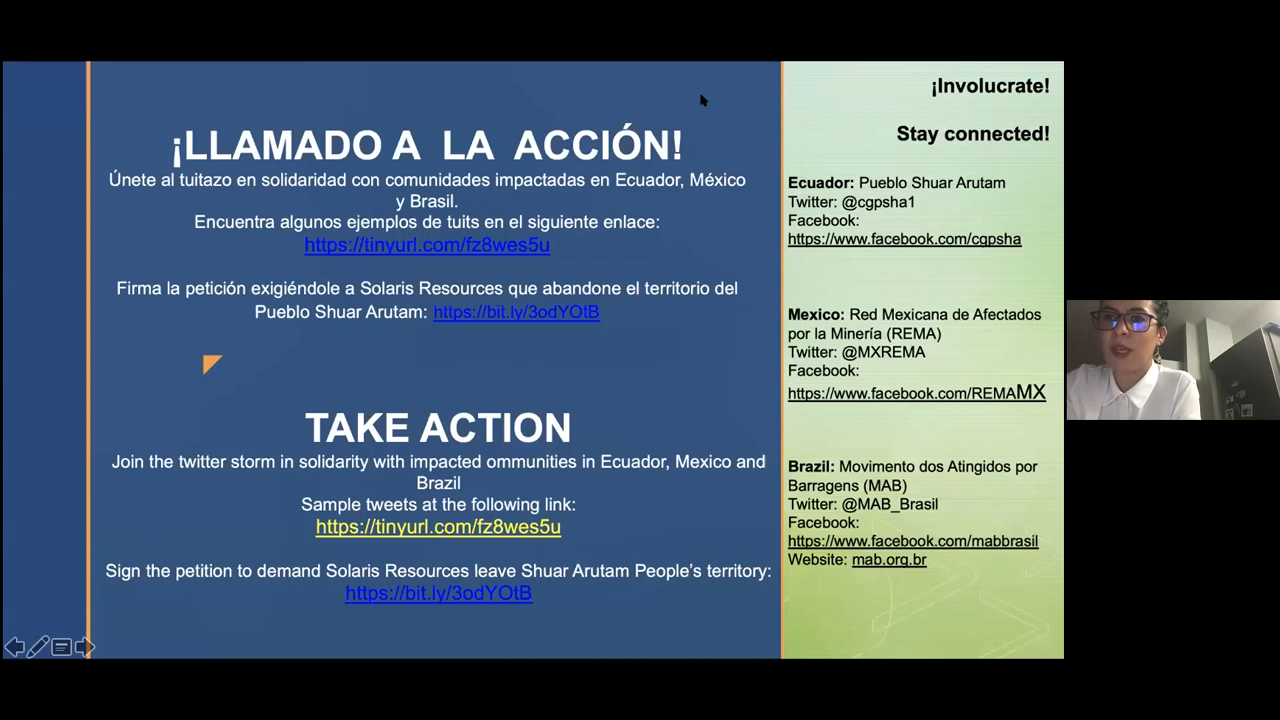 ¡LLAMADO A LA ACCIÓN!
Únete al tuitazo en solidaridad con comunidades impactadas en Ecuador, México
y Brasil.
Encuentra algunos ejemplos de tuits en el siguiente enlace:
https://tinyurl.com/fz8wes5u
Firma la petición exigiéndole a Solaris Resources que abandone el territorio del
Pueblo Shuar Arutam: https://bit.ly/3odYOtB
TAKE ACTION
Join the twitter storm in solidarity with impacted ommunities in Ecuador, Mexico and
Brazil
Sample tweets at the following link:
https://tinyurl.com/fz8wes5u
Sign the petition to demand Solaris Resources leave Shuar Arutam People’s territory:
https://bit.ly/3odYOtB
¡Involucrate!
Stay connected!
Ecuador: Pueblo Shuar Arutam
Twitter: @cgpsha1
Facebook:
https://www.facebook.com/cgpsha
Mexico: Red Mexicana de Afectados
por la Minería (REMA)
Twitter: @MXREMA
Facebook:
https://www.facebook.com/REMAMX
Brazil: Movimento dos Atingidos por
Barragens (MAB)
Twitter: @MAB_Brasil
Facebook:
https://www.facebook.com/mabbrasil
Website: mab.org.br